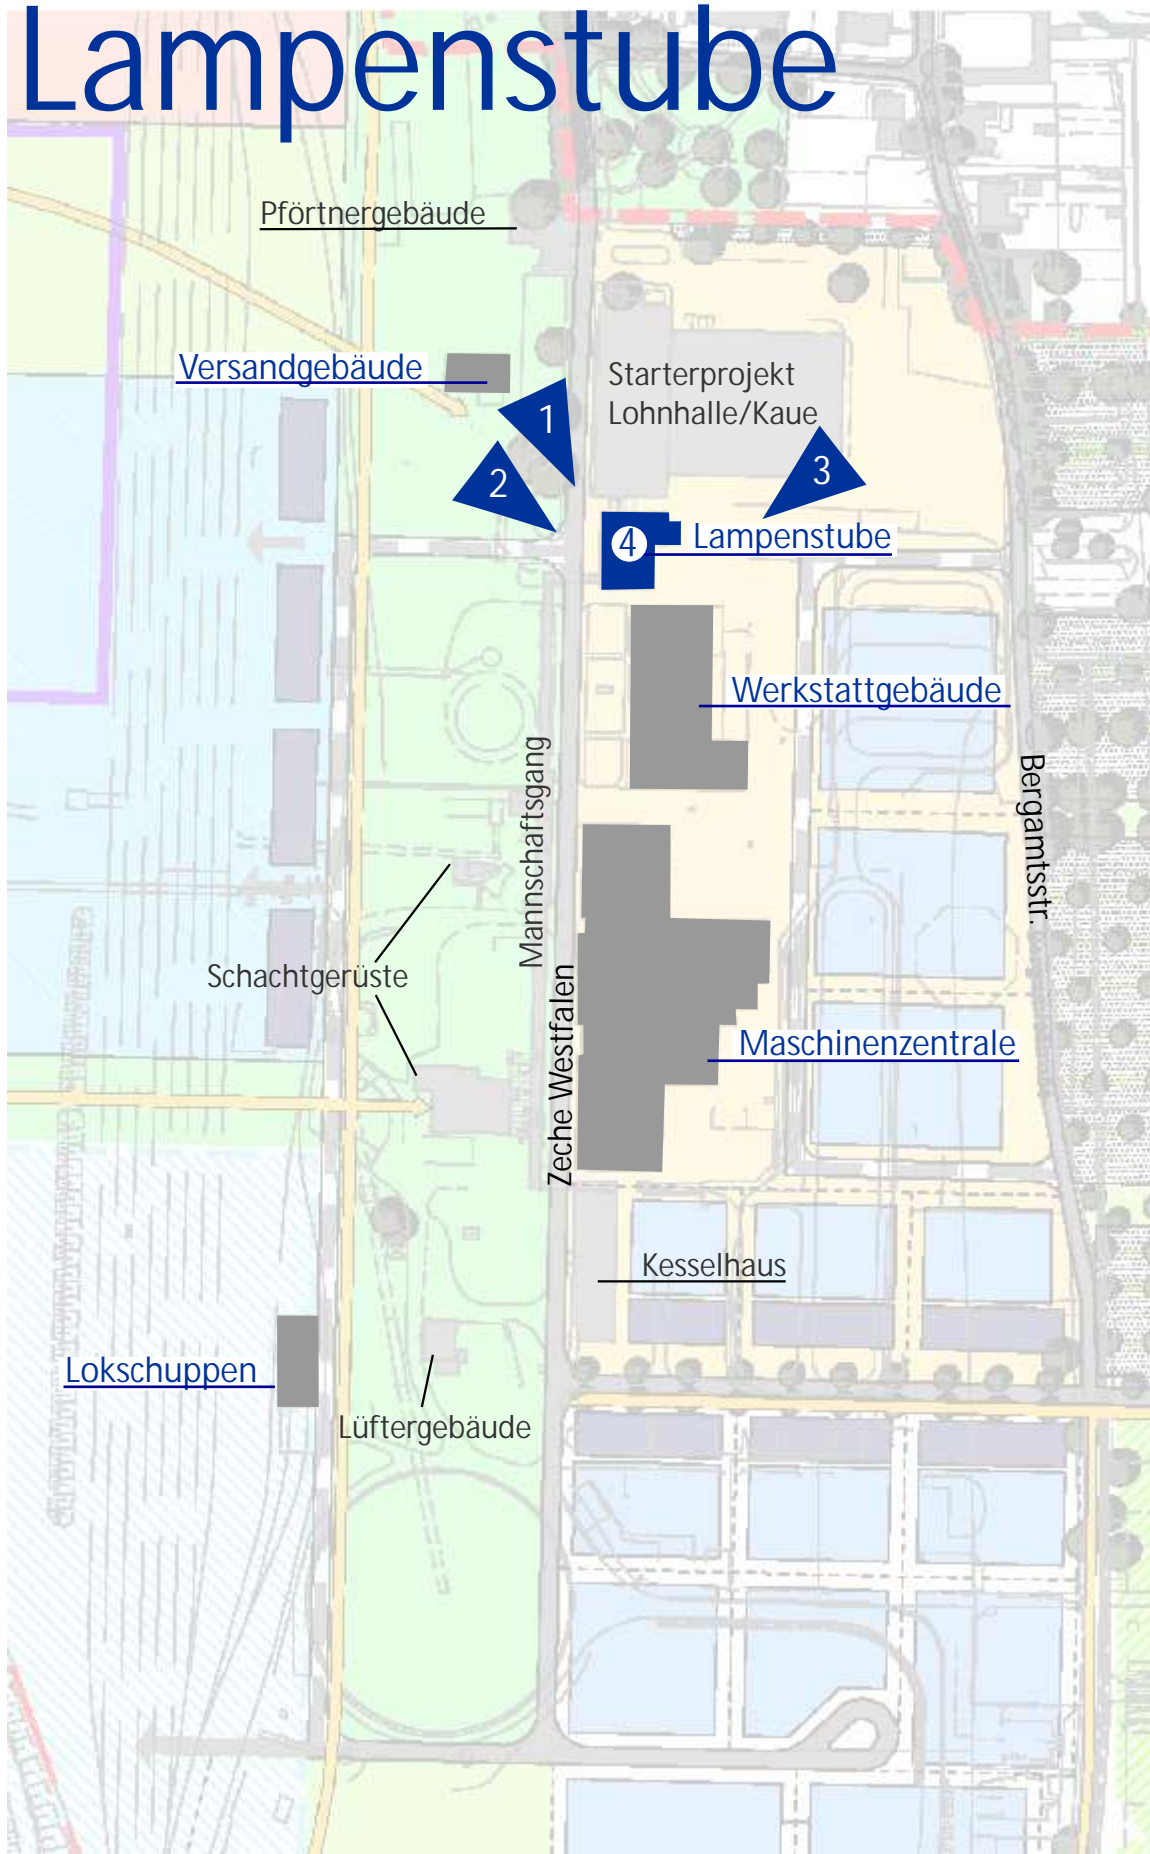 Lampenstube
Pförtnergebäude
Versandgebäude
Starterprojekt
Lohnhalle/Kaue
1
2
3
4
Lampenstube
Werkstattgebäude
Mannschaftsgang
Bergamtsstr.
Schachtgerüste
Zeche Westfalen
Maschinenzentrale
Kesselhaus
Lokschuppen
Lüftergebäude